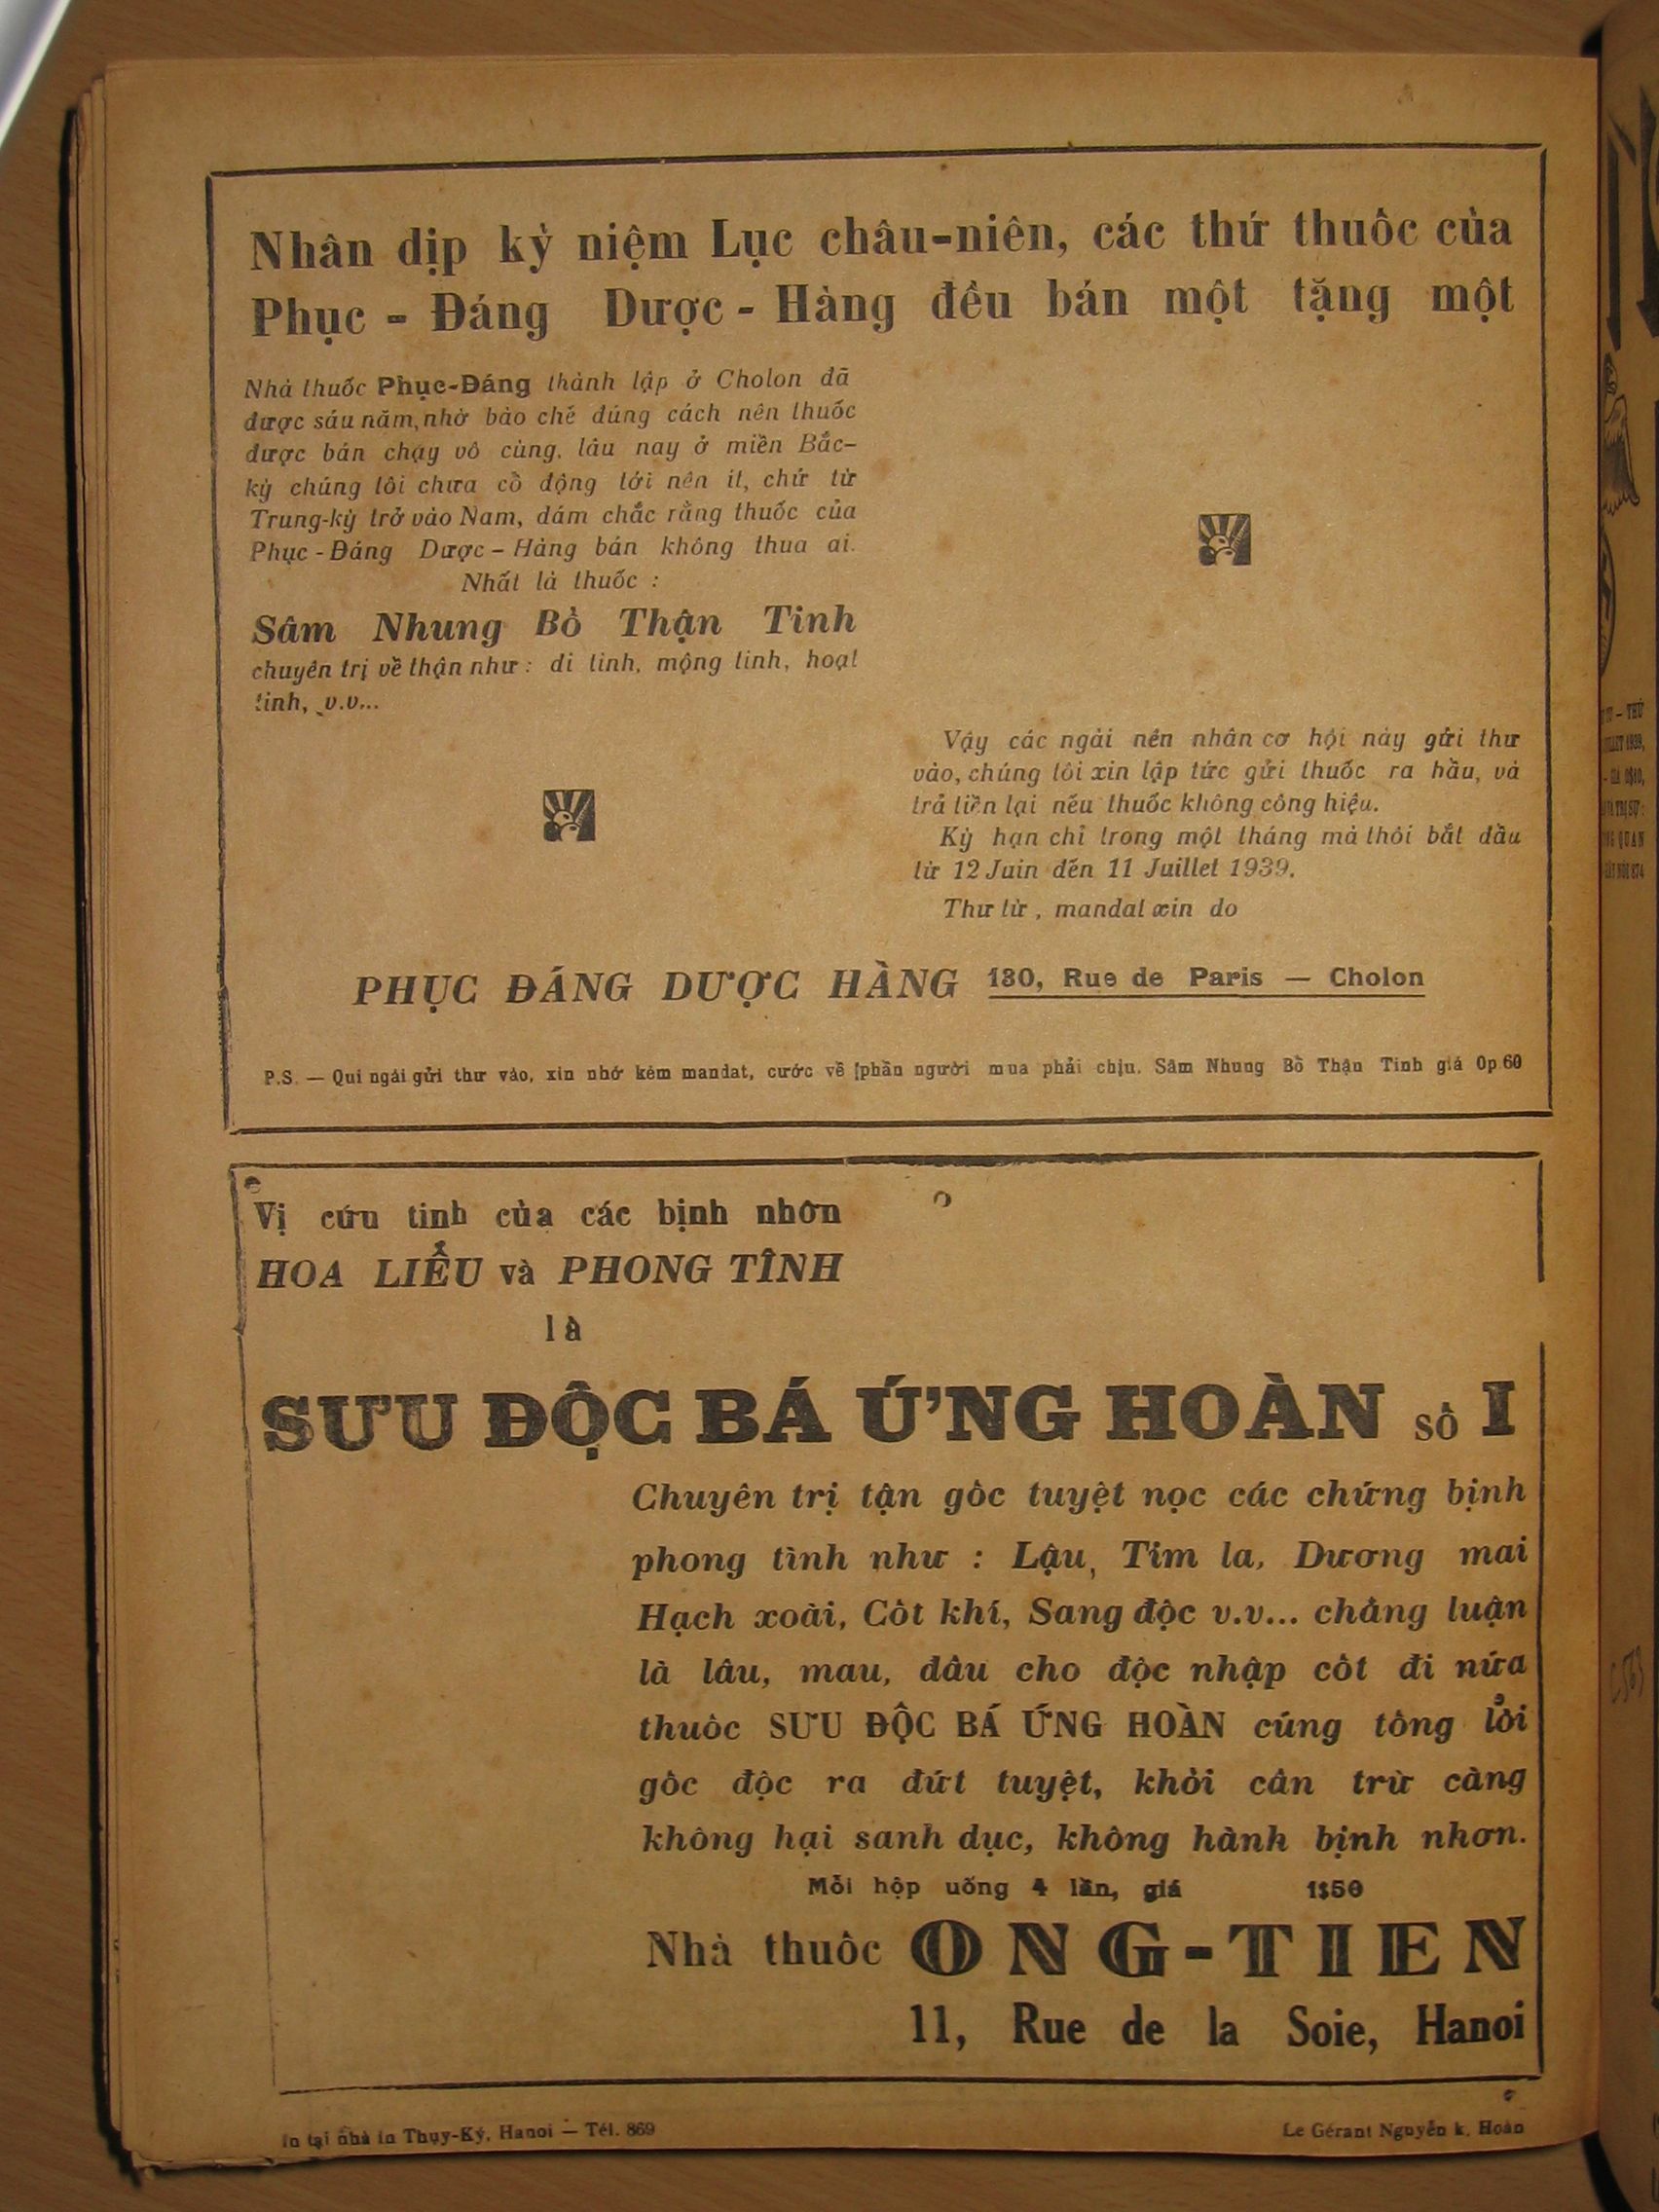 Nhân dịp kỷ niệm Lục châu-niên, các thứ thuốc của
Phục - Đáng Dược - Hàng đều bán một tặng một
Nhà thuốc Phục-Đáng thành lập ở Cholon đã
được sáu năm, nhờ bào chế đúng cách nên thuốc
được bán chạy vô cùng. lâu nay ở miền Bắc-
kỳ chúng tôi chưa cổ động tới nên ít, chứ từ
Trung-kỳ trở vào Nam, dám chắc rằng thuốc của
Phục - Đáng Dược - Hàng bán không thua ai.
Nhất là thuốc :
Sâm Nhung Bổ Thận Tinh
chuyên trị về thận như : di tinh, mộng tinh, hoạt
tinh, v.v...
Vậy các ngài nên nhân cơ hội này gửi thư
vào, chúng tôi xin lập tức gửi thuốc ra hầu, và
trả tiền lại nếu thuốc không công hiệu.
Kỳ hạn chỉ trong một tháng mà thôi bắt đầu
từ 12 Juin đến 11 Juillet 1939.
Thư từ, mandat xin do
PHỤC ĐÁNG DƯỢC HÀNG 130, Rue de Paris — Cholon
P.S. — Qui ngài gửi thư vào, xin nhớ kèm mandat, cước về phần người mua phải chịu. Sâm Nhung Bổ Thận Tinh giá 0p.60
Vị cứu tinh của các bịnh nhơn
HOA LIỄU và PHONG TÌNH
là
SƯU ĐỘC BÁ ỨNG HOÀN số I
Chuyên trị tận gốc tuyệt nọc các chứng bịnh
phong tình như : Lậu, Tim la, Dương mai
Hạch xoài, Cốt khí, Sang độc v.v... chẳng luận
là lâu, mau, dầu cho độc nhập cốt đi nữa
thuốc SƯU ĐỘC BÁ ỨNG HOÀN cũng tống lỏi
gốc độc ra dứt tuyệt, khỏi cần trừ căng
không hại sanh dục, không hành bịnh nhơn.
Mỗi hộp uống 4 lần, giá 1$50
Nhà thuốc ONG-TIEN
11, Rue de la Soie, Hanoi
In tại nhà in Thụy-Ký, Hanoi — Tél. 869
Le Gérant Nguyễn k. Hoàn